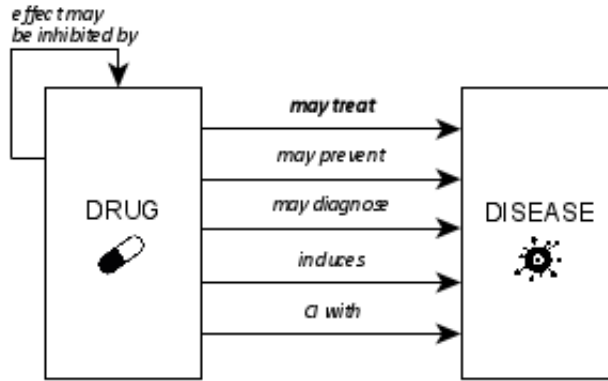 effect may
be inhibited by
may treat
may prevent
DRUG
may diagnose
DISEASE
induces
CI with